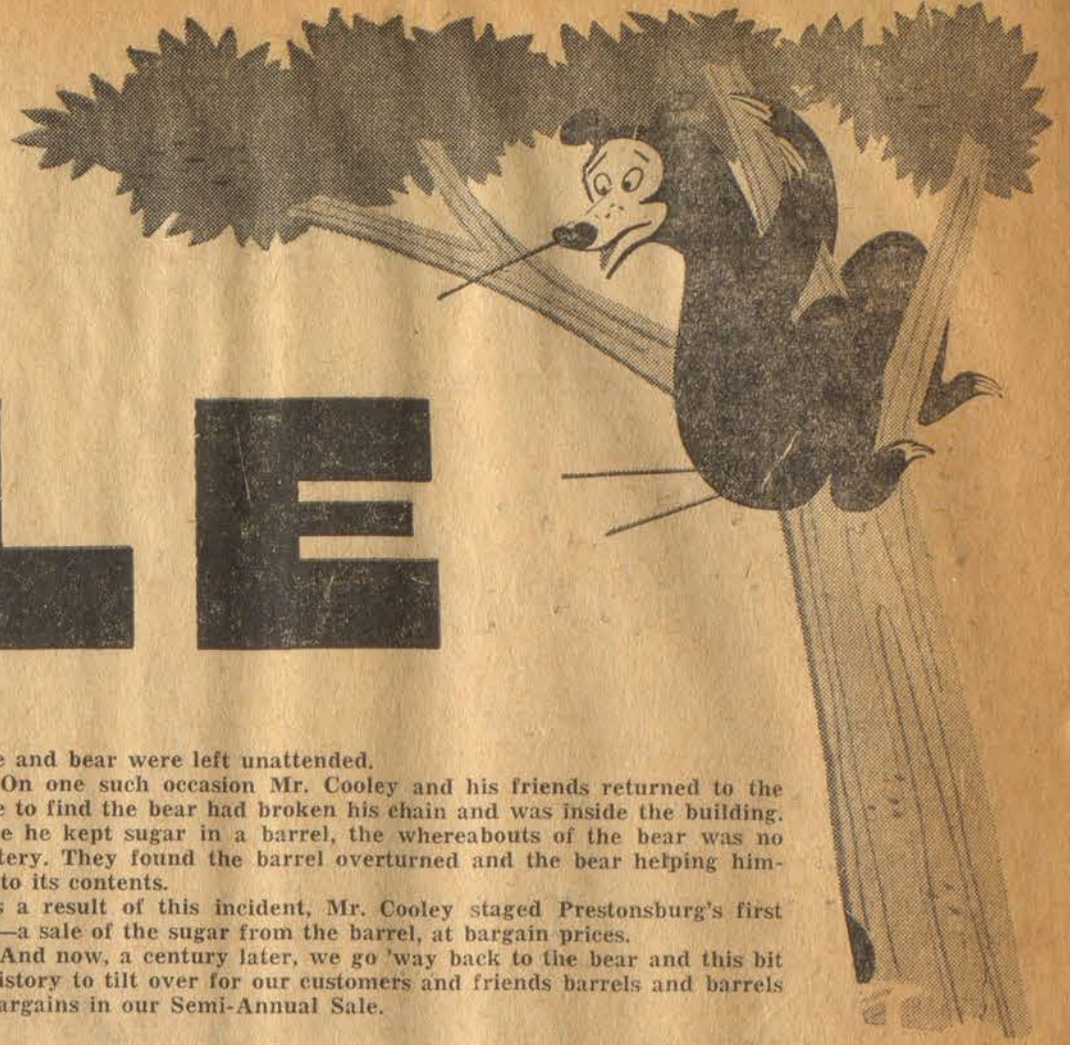 LE
e and bear were left unattended.
On one such occasion Mr. Cooley and his friends returned to the
e to find the bear had broken his chain and was inside the building.
e he kept sugar in a barrel, the whereabouts of the bear was no
tery. They found the barrel overturned and the bear helping him-
to its contents.
s a result of this incident, Mr. Cooley staged Prestonsburg's first
—a sale of the sugar from the barrel, at bargain prices.
And now, a century later, we go 'way back to the bear and this bit
istory to tilt over for our customers and friends barrels and barrels
argains in our Semi-Annual Sale.